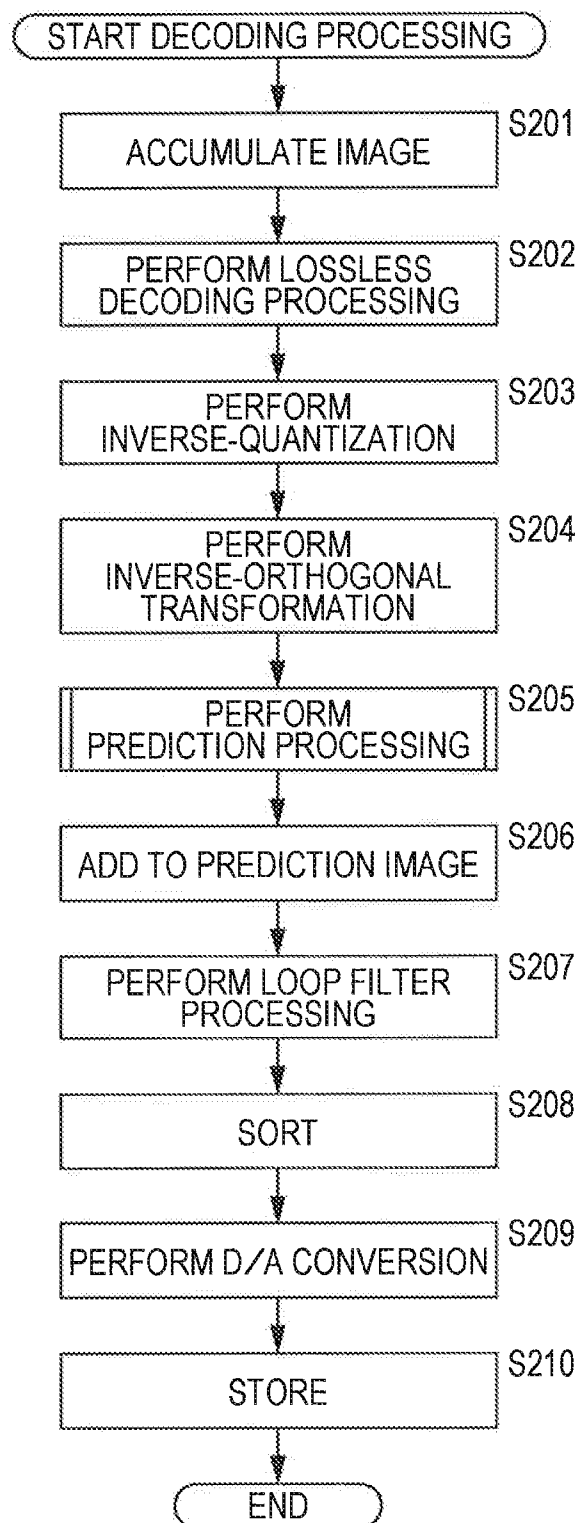 START DECODING PROCESSING
S201
ACCUMULATE IMAGE
S202
PERFORM LOSSLESS
DECODING PROCESSING
S203
PERFORM
INVERSE-QUANTIZATION
S204
PERFORM
INVERSE-ORTHOGONAL
TRANSFORMATION
S205
PERFORM
PREDICTION PROCESSING
S206
ADD TO PREDICTION IMAGE
S207
PERFORM LOOP FILTER
PROCESSING
S208
SORT
S209
PERFORM D/A CONVERSION
S210
STORE
END